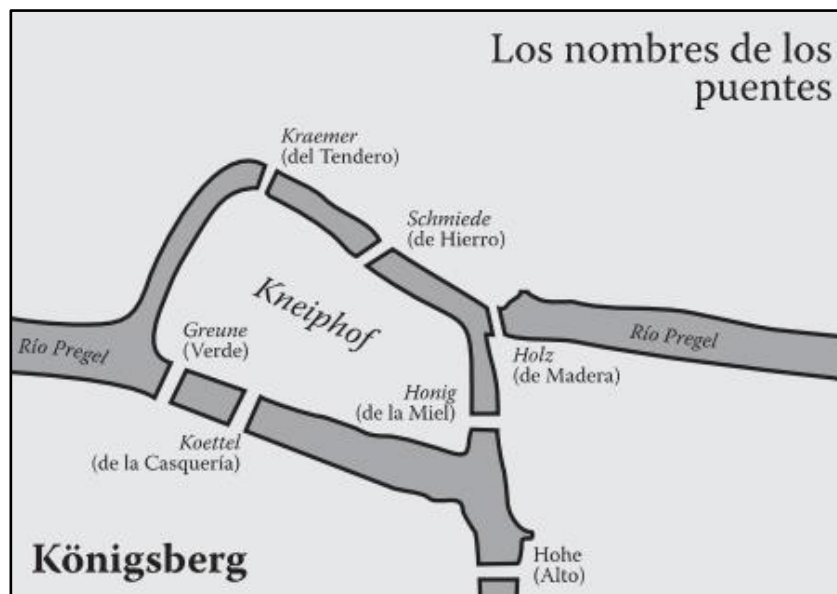 Los nombres de los
puentes
Kraemer
(del Tendero)
Schmiede
(de Hierro)
Kneiphof
Greune
(Verde)
Río Pregel
Río Pregel
Holz
(de Madera)
Honig
(de la Miel)
Koettel
(de la Casquería)
Königsberg
Hohe
(Alto)